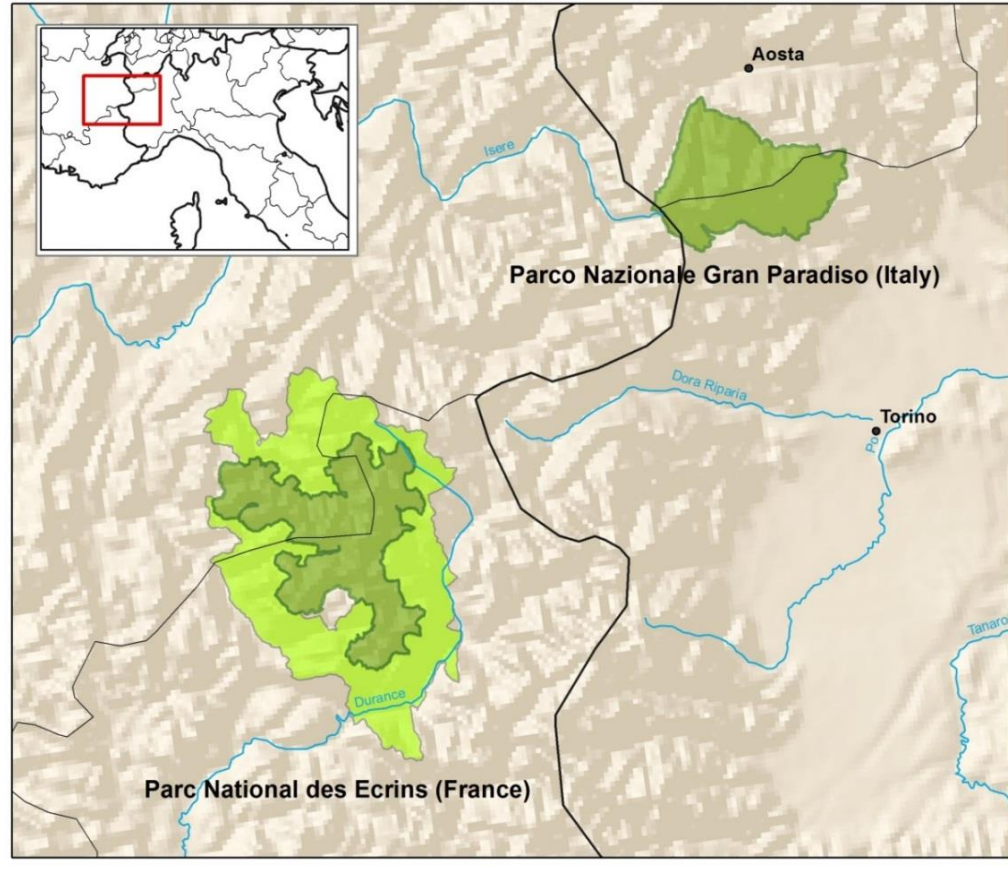 Aosta
Isere
Parco Nazionale Gran Paradiso (Italy)
Dora Riparia
Torino
Po
Tanaro
Durance
Parc National des Ecrins (France)